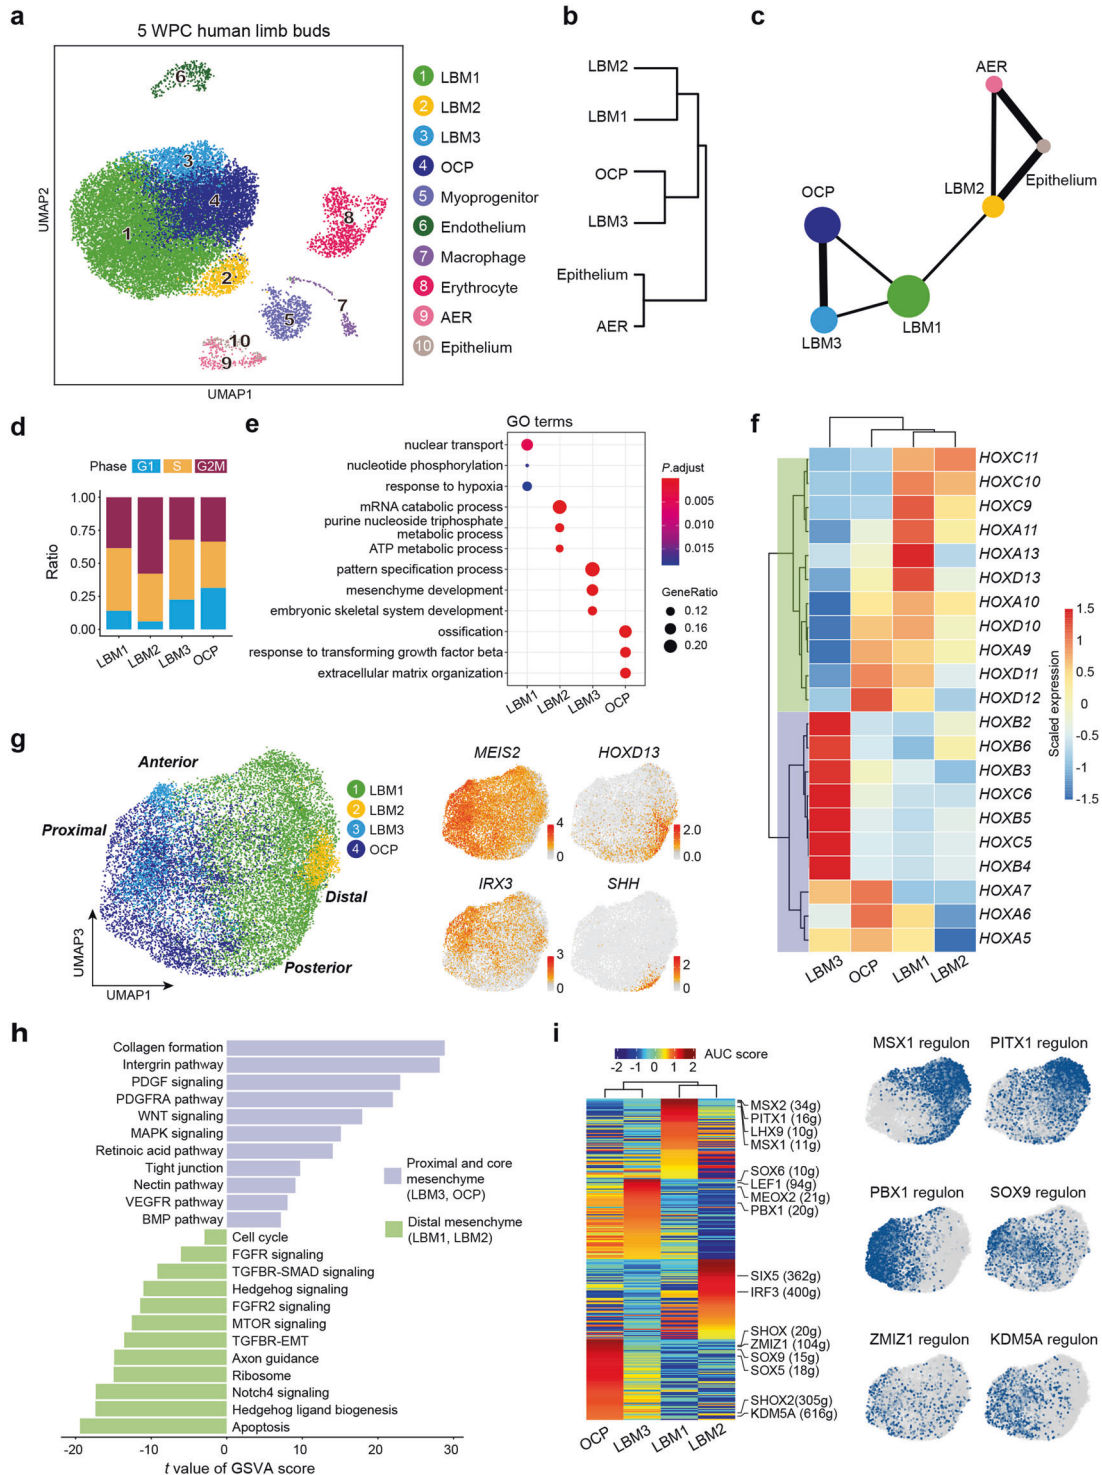 a
5 WPC human limb buds
UMAP2
UMAP1
6
3
4
1
2
8
7
5
10
9
1 LBM1
2 LBM2
3 LBM3
4 OCP
5 Myoprogenitor
6 Endothelium
7 Macrophage
8 Erythrocyte
9 AER
10 Epithelium
b
LBM2
LBM1
OCP
LBM3
Epithelium
AER
c
AER
OCP
LBM2
Epithelium
LBM3
LBM1
d
Phase G1 S G2M
Ratio
1.00
0.75
0.50
0.25
0.00
LBM1 LBM2 LBM3 OCP
e
GO terms
nuclear transport
nucleotide phosphorylation
response to hypoxia
mRNA catabolic process
purine nucleoside triphosphate
metabolic process
ATP metabolic process
pattern specification process
mesenchyme development
embryonic skeletal system development
ossification
response to transforming growth factor beta
extracellular matrix organization
LBM1 LBM2 LBM3 OCP
P.adjust
0.005
0.010
0.015
GeneRatio
0.12
0.16
0.20
f
HOXC11
HOXC10
HOXC9
HOXA11
HOXA13
HOXD13
HOXA10
HOXD10
HOXA9
HOXD11
HOXD12
HOXB2
HOXB6
HOXB3
HOXC6
HOXB5
HOXC5
HOXB4
HOXA7
HOXA6
HOXA5
LBM3 OCP LBM1 LBM2
Scaled expression
1.5
1
0.5
0
-0.5
-1
-1.5
g
Anterior
Proximal
Distal
Posterior
UMAP3
UMAP1
1 LBM1
2 LBM2
3 LBM3
4 OCP
MEIS2
4
0
HOXD13
2.0
0.0
IRX3
3
0
SHH
2
0
h
Collagen formation
Intergrin pathway
PDGF signaling
PDGFRA pathway
WNT signaling
MAPK signaling
Retinoic acid pathway
Tight junction
Nectin pathway
VEGFR pathway
BMP pathway
Cell cycle
FGFR signaling
TGFBR-SMAD signaling
Hedgehog signaling
FGFR2 signaling
MTOR signaling
TGFBR-EMT
Axon guidance
Ribosome
Notch4 signaling
Hedgehog ligand biogenesis
Apoptosis
-20 -10 0 10 20 30
t value of GSVA score
Proximal and core
mesenchyme
(LBM3, OCP)
Distal mesenchyme
(LBM1, LBM2)
i
AUC score
-2 -1 0 1 2
MSX2 (34g)
PITX1 (16g)
LHX9 (10g)
MSX1 (11g)
SOX6 (10g)
LEF1 (94g)
MEOX2 (21g)
PBX1 (20g)
SIX5 (362g)
IRF3 (400g)
SHOX (20g)
ZMIZ1 (104g)
SOX9 (15g)
SOX5 (18g)
SHOX2(305g)
KDM5A (616g)
OCP LBM3 LBM1 LBM2
MSX1 regulon
PITX1 regulon
PBX1 regulon
SOX9 regulon
ZMIZ1 regulon
KDM5A regulon